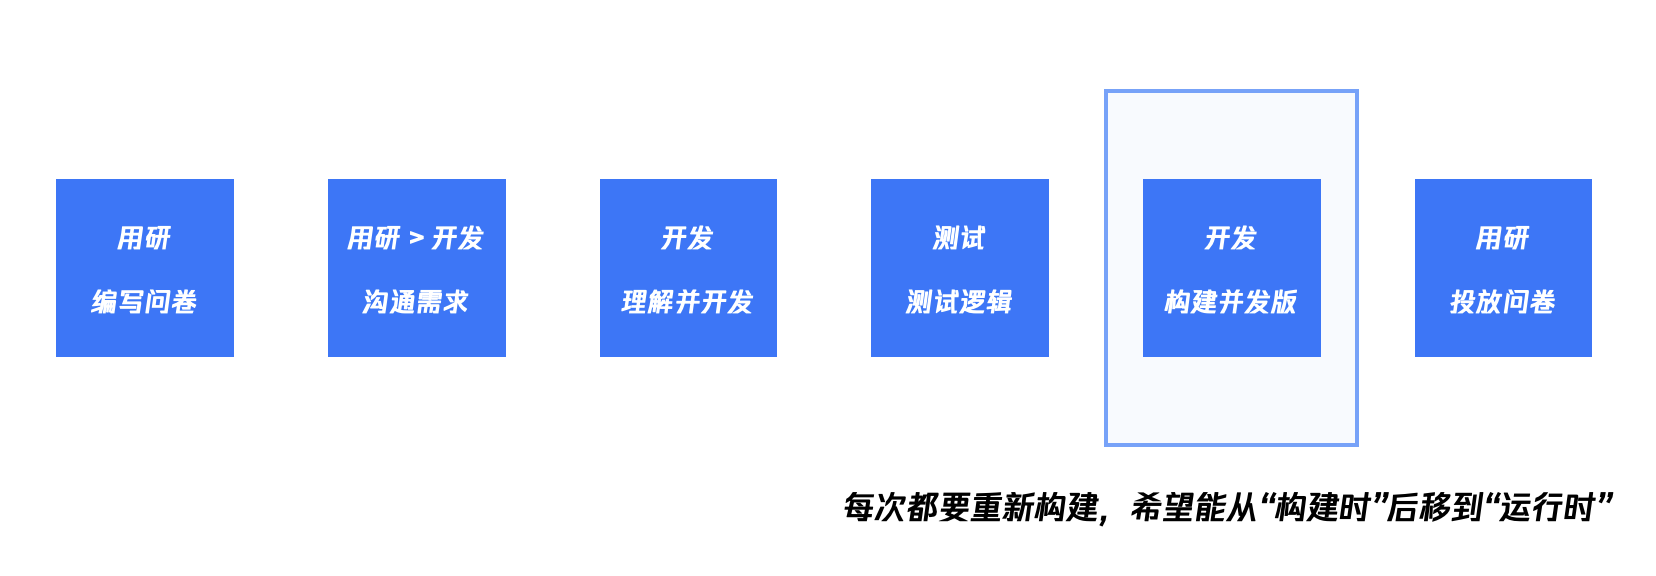 用研
编写问卷
用研 > 开发
沟通需求
开发
理解并开发
测试
测试逻辑
开发
构建并发版
用研
投放问卷
每次都要重新构建，希望能从“构建时”后移到“运行时”